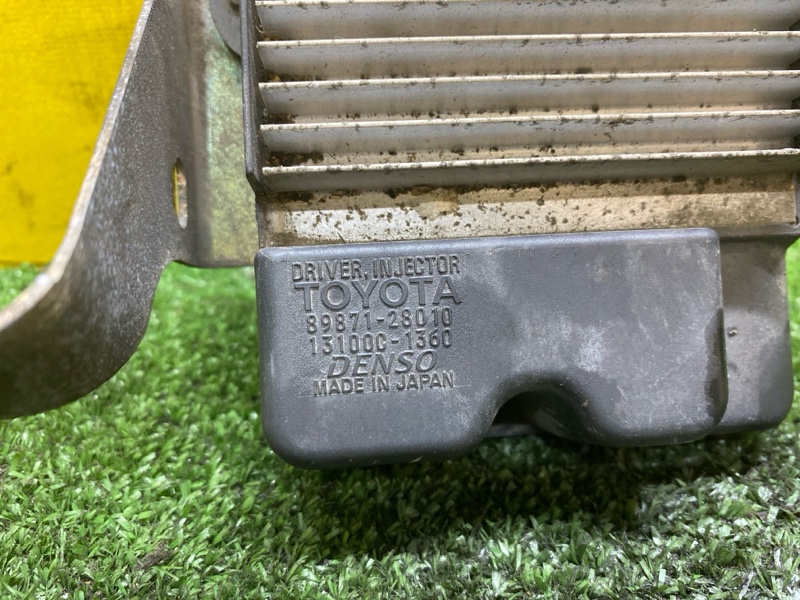 DRIVER, INJECTOR
TOYOTA
89871-28010
131000-1360
DENSO
MADE IN JAPAN